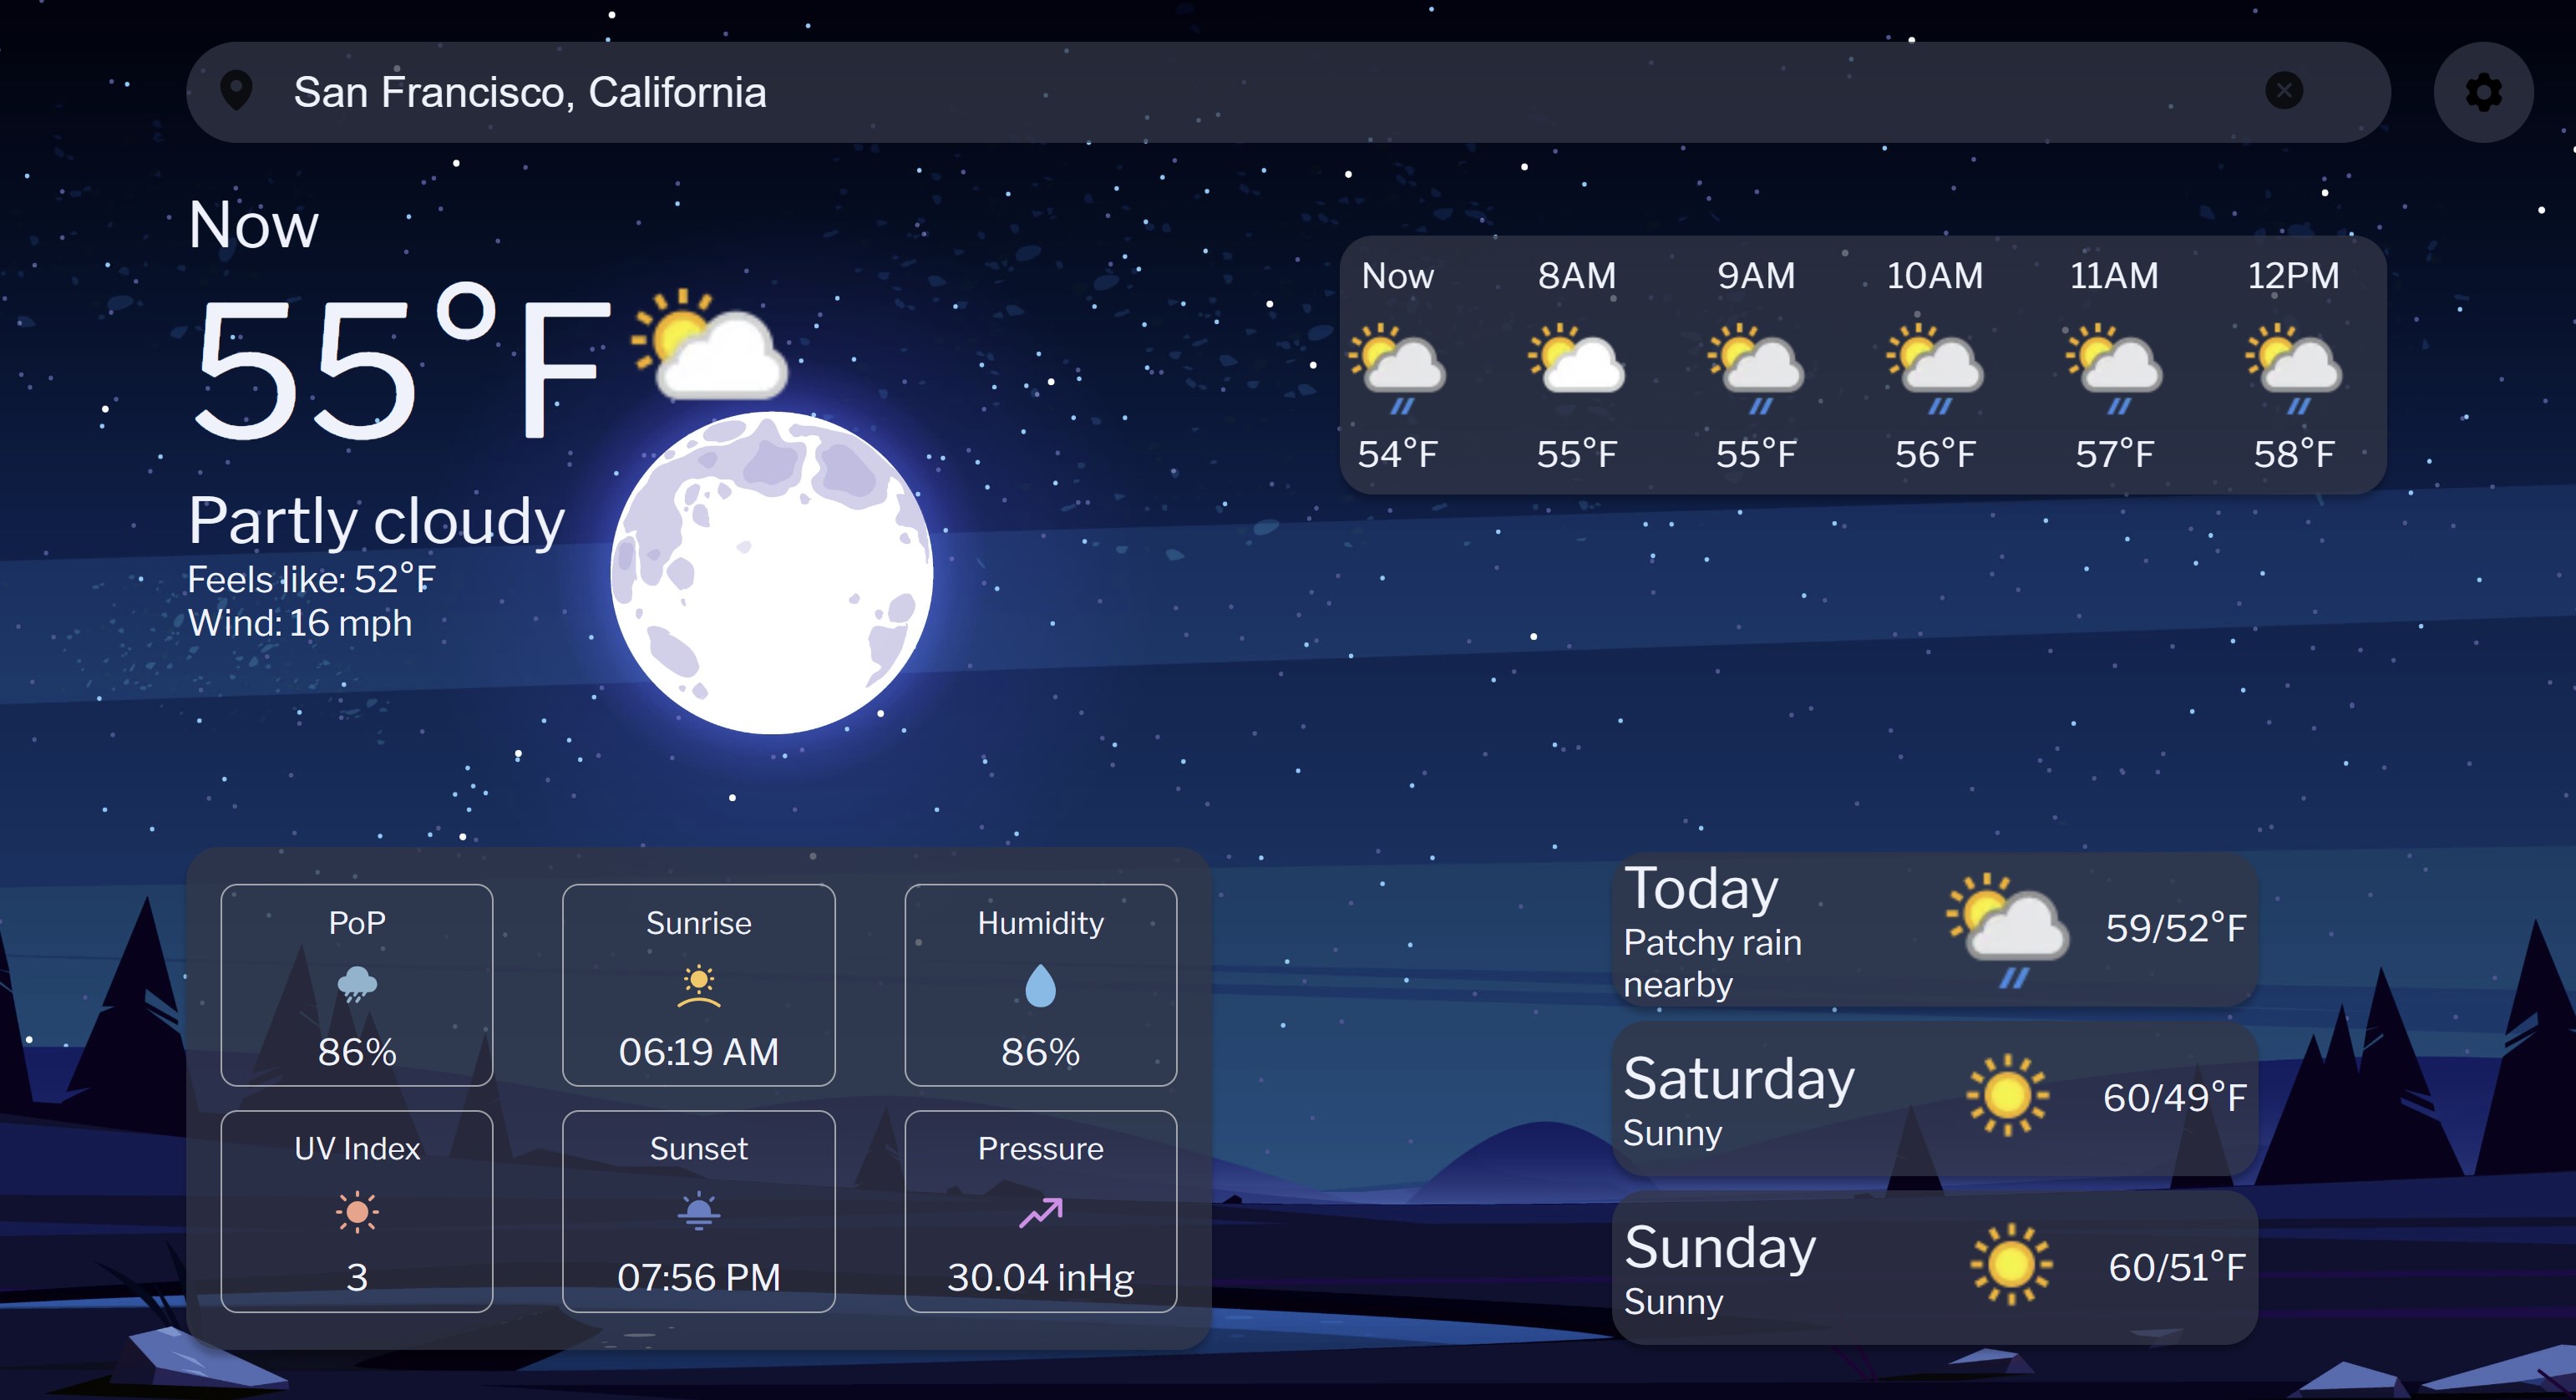 San Francisco, California
Now
55°F
Partly cloudy
Feels like: 52°F
Wind: 16 mph
Now 8AM 9AM 10AM 11AM 12PM
54°F 55°F 55°F 56°F 57°F 58°F
PoP Sunrise Humidity
86% 06:19 AM 86%
UV Index Sunset Pressure
3 07:56 PM 30.04 inHg
Today
Patchy rain
nearby
59/52°F
Saturday
Sunny
60/49°F
Sunday
Sunny
60/51°F